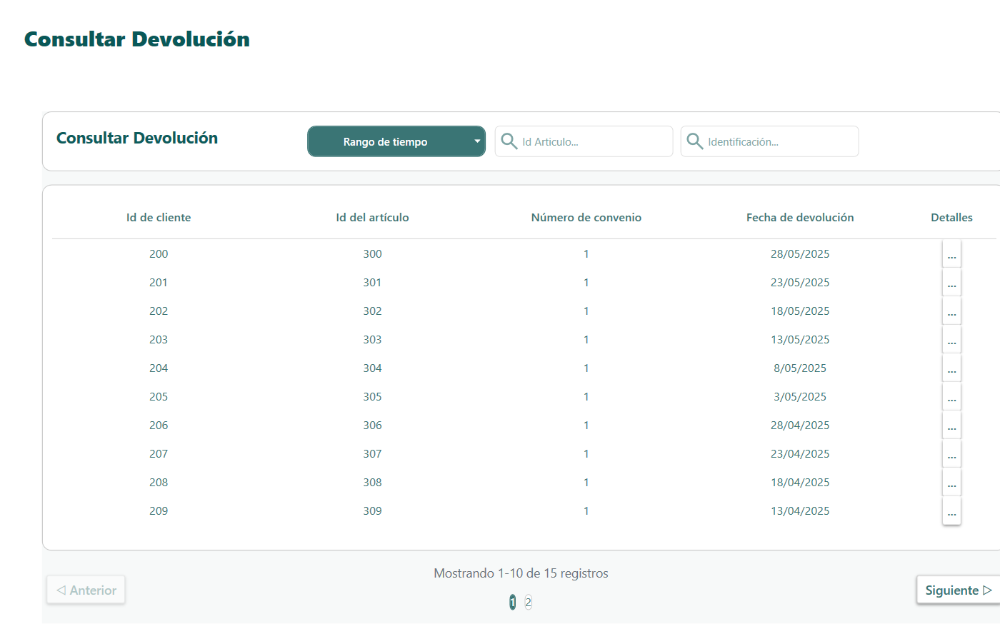 Consultar Devolución
Consultar Devolución Rango de tiempo Id Articulo... Identificación...
Id de cliente Id del artículo Número de convenio Fecha de devolución Detalles
200 300 1 28/05/2025 ...
201 301 1 23/05/2025 ...
202 302 1 18/05/2025 ...
203 303 1 13/05/2025 ...
204 304 1 8/05/2025 ...
205 305 1 3/05/2025 ...
206 306 1 28/04/2025 ...
207 307 1 23/04/2025 ...
208 308 1 18/04/2025 ...
209 309 1 13/04/2025 ...
Mostrando 1-10 de 15 registros
◁ Anterior Siguiente ▷
1 2